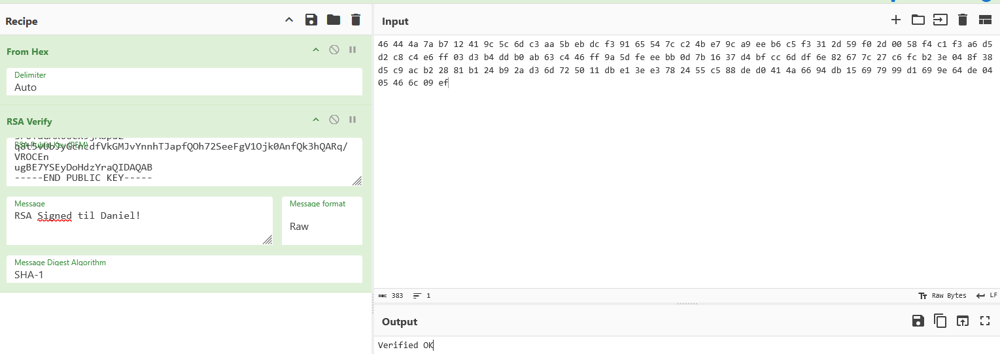 Recipe
From Hex
Delimiter
Auto
RSA Verify
RSA Public Key (PEM)
q8t5vUbJyGcncdfVkGMJvYnnhTJapfQOh72SeeFgV1Ojk0AnfQk3hQARq/
VROCEn
ugBE7YSEyDoHdzYraQIDAQAB
-----END PUBLIC KEY-----
Message
RSA Signed til Daniel!
Message format
Raw
Message Digest Algorithm
SHA-1
Input
46 44 4a 7a b7 12 41 9c 5c 6d c3 aa 5b eb dc f3 91 65 54 7c c2 4b e7 9c a9 ee b6 c5 f3 31 2d 59 f0 2d 00 58 f4 c1 f3 a6 d5
d2 c8 c4 e6 ff 03 d3 b4 dd b0 ab 63 c4 46 ff 9a 5d fe ee bb 0d 7b 16 37 d4 bf cc 6d df 6e 82 67 7c 27 c6 fc b2 3e 04 8f 38
d5 c9 ac b2 28 81 b1 24 b9 2a d3 6d 72 50 11 db e1 3e e3 78 24 55 c5 88 de d0 41 4a 66 94 db 15 69 79 99 d1 69 9e 64 de 04
05 46 6c 09 ef
ABC 383 1
Tт Raw Bytes LF
Output
Verified OK